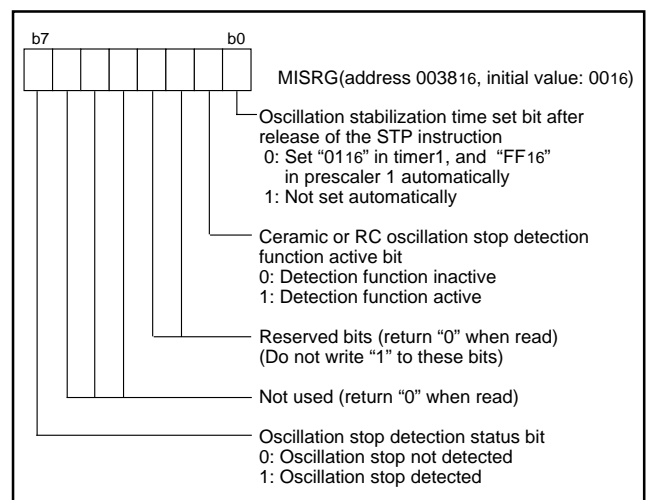 b7 b0
MISRG(address 003816, initial value: 0016)
Oscillation stabilization time set bit after
release of the STP instruction
0: Set “0116” in timer1, and “FF16”
in prescaler 1 automatically
1: Not set automatically
Ceramic or RC oscillation stop detection
function active bit
0: Detection function inactive
1: Detection function active
Reserved bits (return “0” when read)
(Do not write “1” to these bits)
Not used (return “0” when read)
Oscillation stop detection status bit
0: Oscillation stop not detected
1: Oscillation stop detected